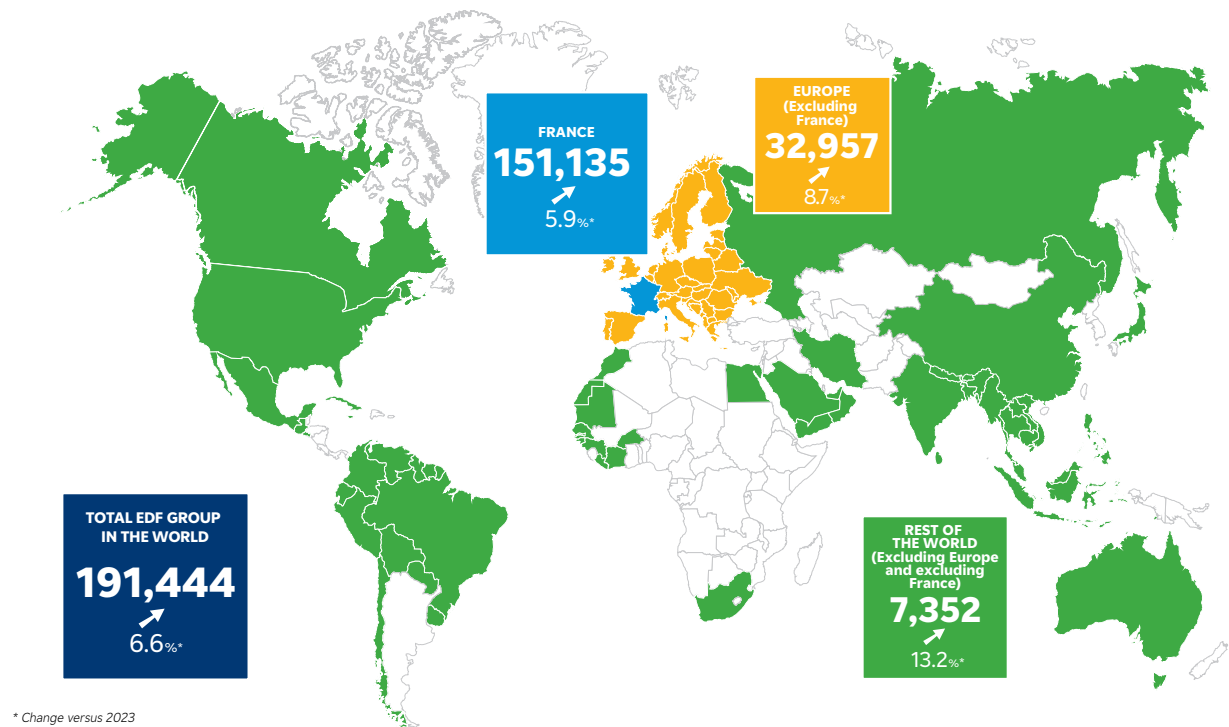 FRANCE
151,135
5.9%*
EUROPE
(Excluding
France)
32,957
8.7%*
TOTAL EDF GROUP
IN THE WORLD
191,444
6.6%*
REST OF
THE WORLD
(Excluding Europe
and excluding
France)
7,352
13.2%*
* Change versus 2023